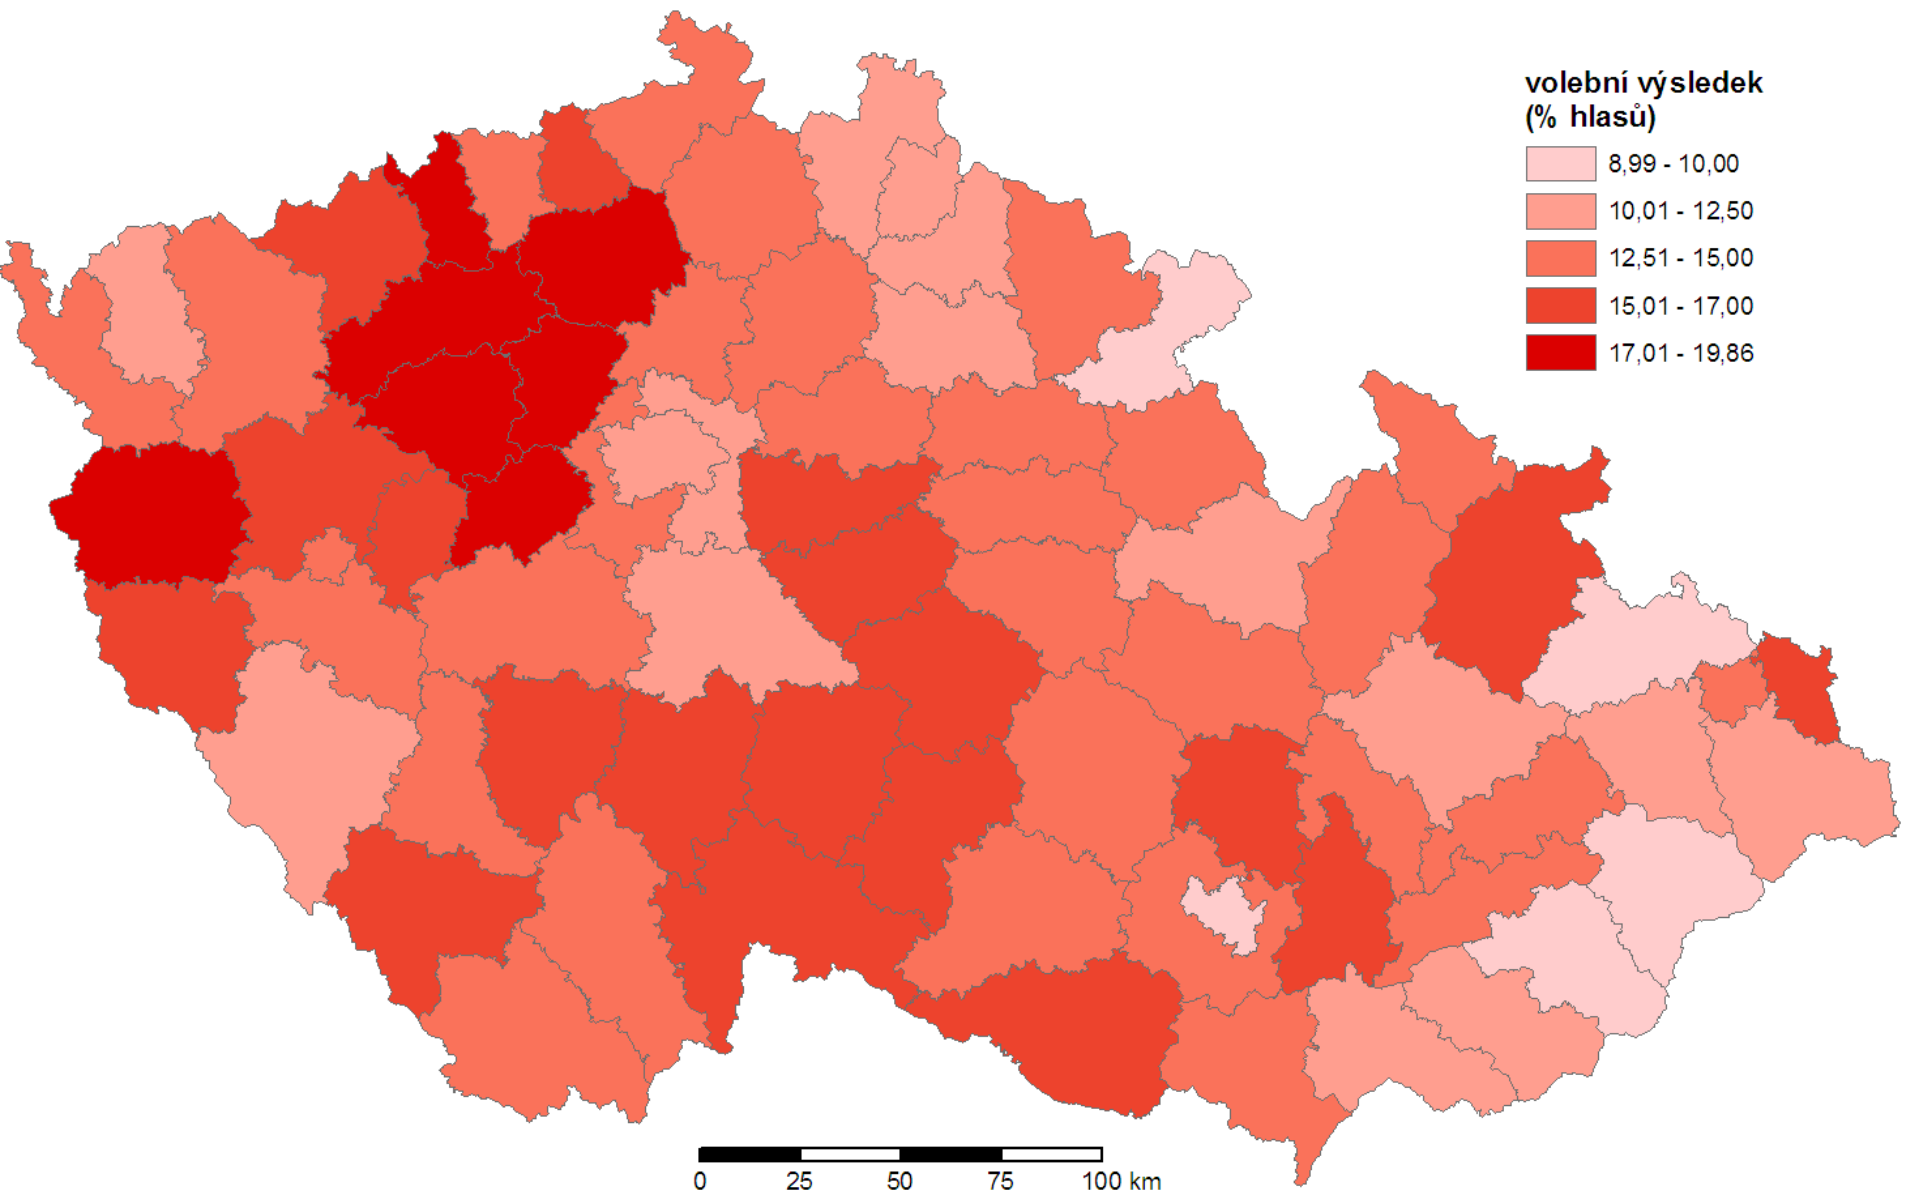 volební výsledek
(% hlasů)
8,99 - 10,00
10,01 - 12,50
12,51 - 15,00
15,01 - 17,00
17,01 - 19,86
0 25 50 75 100 km